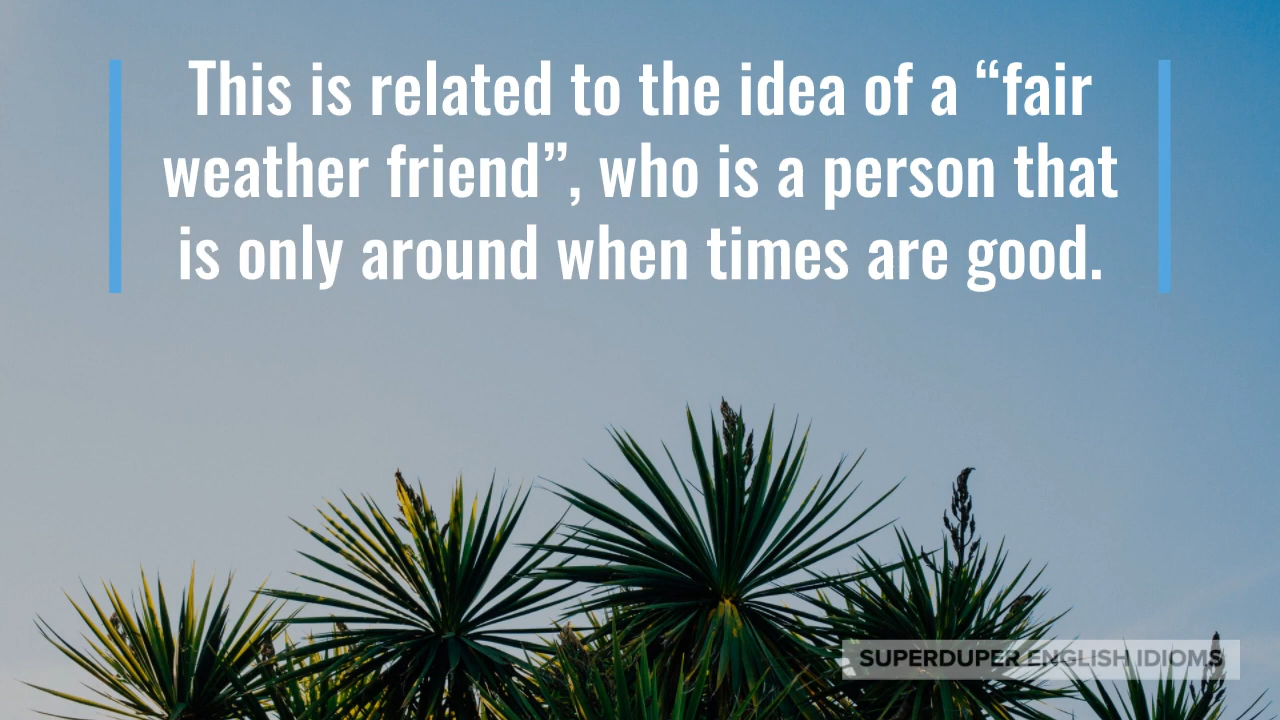 This is related to the idea of a “fair
weather friend”, who is a person that
is only around when times are good.
SUPERDUPER ENGLISH IDIOMS